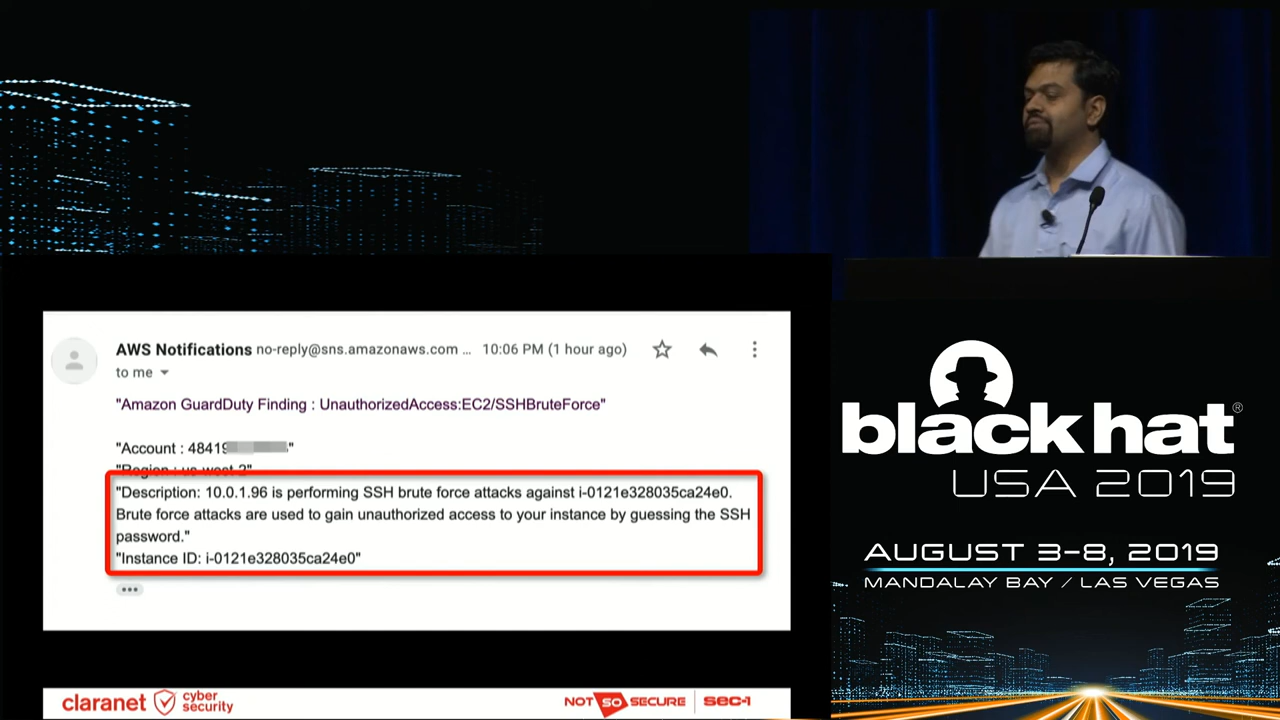 AWS Notifications no-reply@sns.amazonaws.com ... 10:06 PM (1 hour ago)
to me
"Amazon GuardDuty Finding : UnauthorizedAccess:EC2/SSHBruteForce"
"Account : 48419 "
"Region : us-west-2"
"Description: 10.0.1.96 is performing SSH brute force attacks against i-0121e328035ca24e0.
Brute force attacks are used to gain unauthorized access to your instance by guessing the SSH
password."
"Instance ID: i-0121e328035ca24e0"
claranet cyber
security
NOT SO SECURE sec-1
black hat®
USA 2019
AUGUST 3-8, 2019
MANDALAY BAY / LAS VEGAS